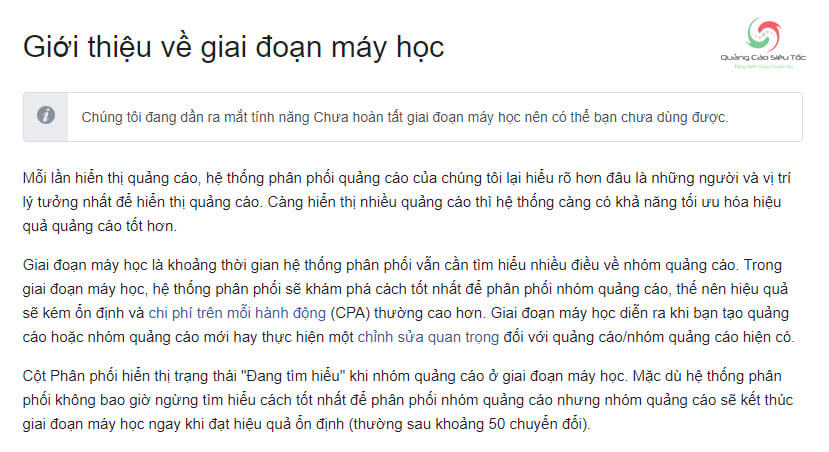 Giới thiệu về giai đoạn máy học
Quảng Cáo Siêu Tốc
Chúng tôi đang dần ra mắt tính năng Chưa hoàn tất giai đoạn máy học nên có thể bạn chưa dùng được.
Mỗi lần hiển thị quảng cáo, hệ thống phân phối quảng cáo của chúng tôi lại hiểu rõ hơn đâu là những người và vị trí
lý tưởng nhất để hiển thị quảng cáo. Càng hiển thị nhiều quảng cáo thì hệ thống càng có khả năng tối ưu hóa hiệu
quả quảng cáo tốt hơn.
Giai đoạn máy học là khoảng thời gian hệ thống phân phối vẫn cần tìm hiểu nhiều điều về nhóm quảng cáo. Trong
giai đoạn máy học, hệ thống phân phối sẽ khám phá cách tốt nhất để phân phối nhóm quảng cáo, thế nên hiệu quả
sẽ kém ổn định và chi phí trên mỗi hành động (CPA) thường cao hơn. Giai đoạn máy học diễn ra khi bạn tạo quảng
cáo hoặc nhóm quảng cáo mới hay thực hiện một chỉnh sửa quan trọng đối với quảng cáo/nhóm quảng cáo hiện có.
Cột Phân phối hiển thị trạng thái "Đang tìm hiểu" khi nhóm quảng cáo ở giai đoạn máy học. Mặc dù hệ thống phân
phối không bao giờ ngừng tìm hiểu cách tốt nhất để phân phối nhóm quảng cáo nhưng nhóm quảng cáo sẽ kết thúc
giai đoạn máy học ngay khi đạt hiệu quả ổn định (thường sau khoảng 50 chuyển đổi).